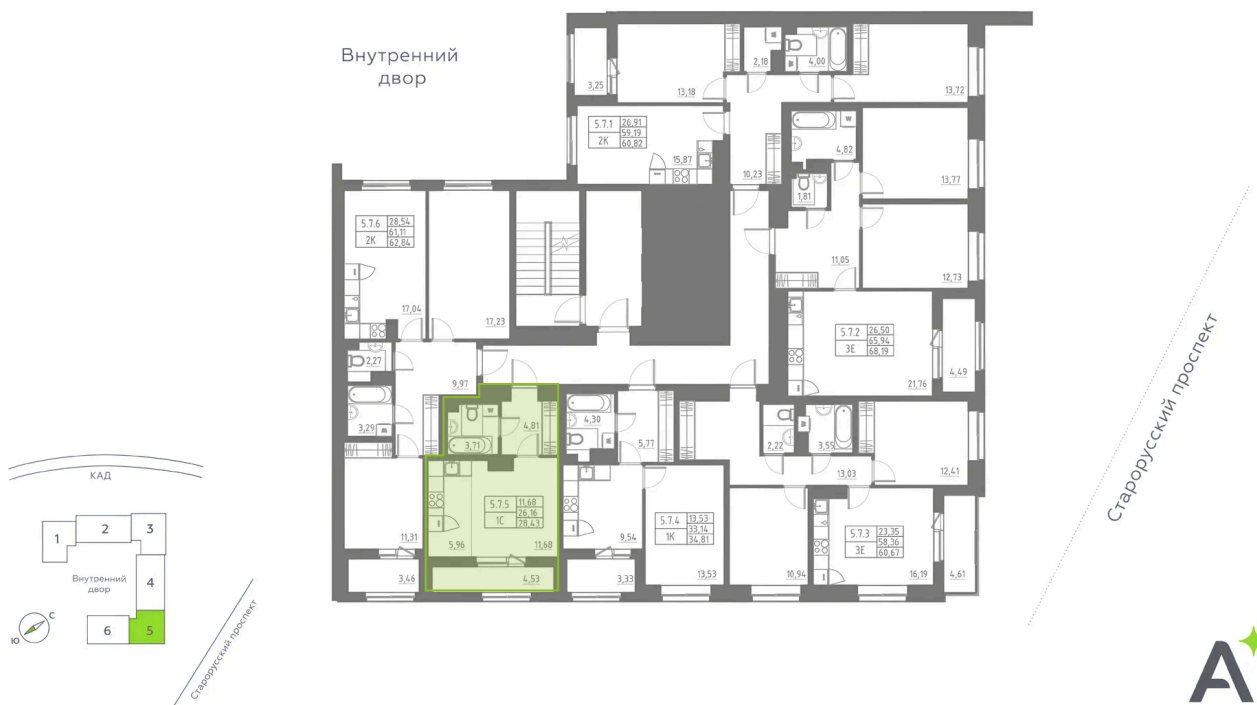 Внутренний
двор
3,25
13,18
2,18
4,00
13,72
5.7.1 26,91
2К 59,19
60,82
15,87
10,23
4,82
1,81
13,77
11,05
12,73
5.7.6 28,54
2К 61,11
62,84
17,04
17,23
5.7.2 26,50
3Е 65,94
68,19
21,76
4,49
2,27
9,97
3,29
3,71
4,81
4,30
5,77
2,22
3,55
13,03
12,41
5.7.5 11,68
1С 26,16
28,43
5,96
11,68
11,31
3,46
4,53
9,54
3,33
5.7.4 13,53
1К 33,14
34,81
13,53
10,94
5.7.3 23,35
3Е 58,36
60,67
16,19
4,61
Старорусский проспект
КАД
1
2
3
4
Внутренний
двор
5
6
С
Ю
Старорусский проспект
W
W
W
W
W
W
W
A